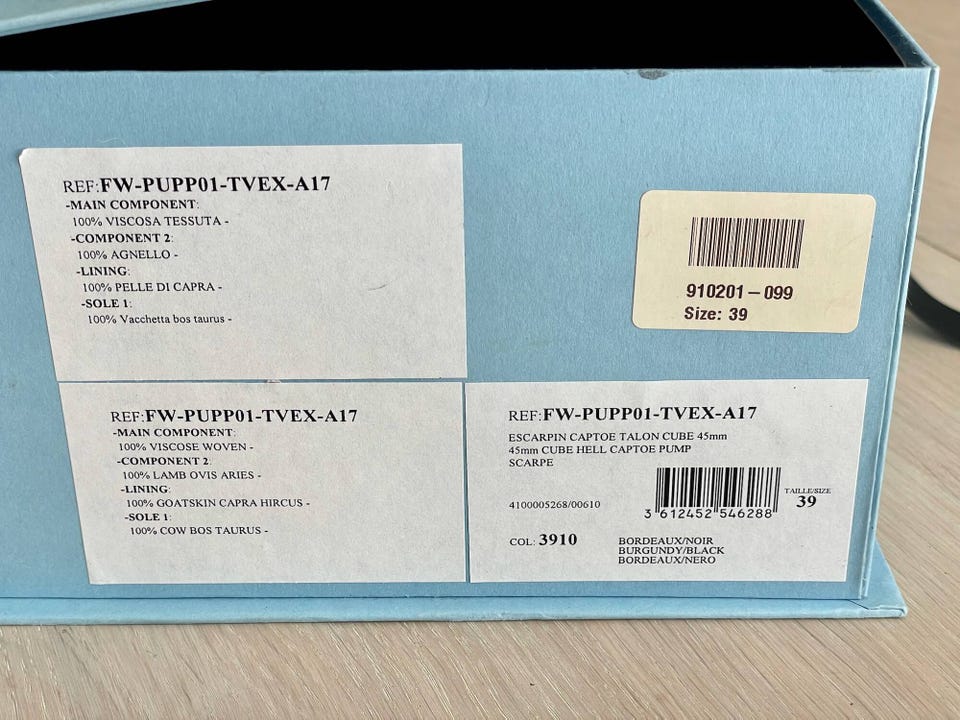 REF:FW-PUPP01-TVEX-A17
-MAIN COMPONENT:
100% VISCOSA TESSUTA -
-COMPONENT 2:
100% AGNELLO -
-LINING:
100% PELLE DI CAPRA -
-SOLE 1:
100% Vacchetta bos taurus -
910201-099
Size: 39
REF:FW-PUPP01-TVEX-A17
-MAIN COMPONENT:
100% VISCOSE WOVEN -
-COMPONENT 2:
100% LAMB OVIS ARIES -
-LINING:
100% GOATSKIN CAPRA HIRCUS -
-SOLE 1:
100% COW BOS TAURUS -
REF:FW-PUPP01-TVEX-A17
ESCARPIN CAPTOE TALON CUBE 45mm
45mm CUBE HELL CAPTOE PUMP
SCARPE
4100005268/00610
3 612452 546288
TAILLE/SIZE
39
COL: 3910
BORDEAUX/NOIR
BURGUNDY/BLACK
BORDEAUX/NERO